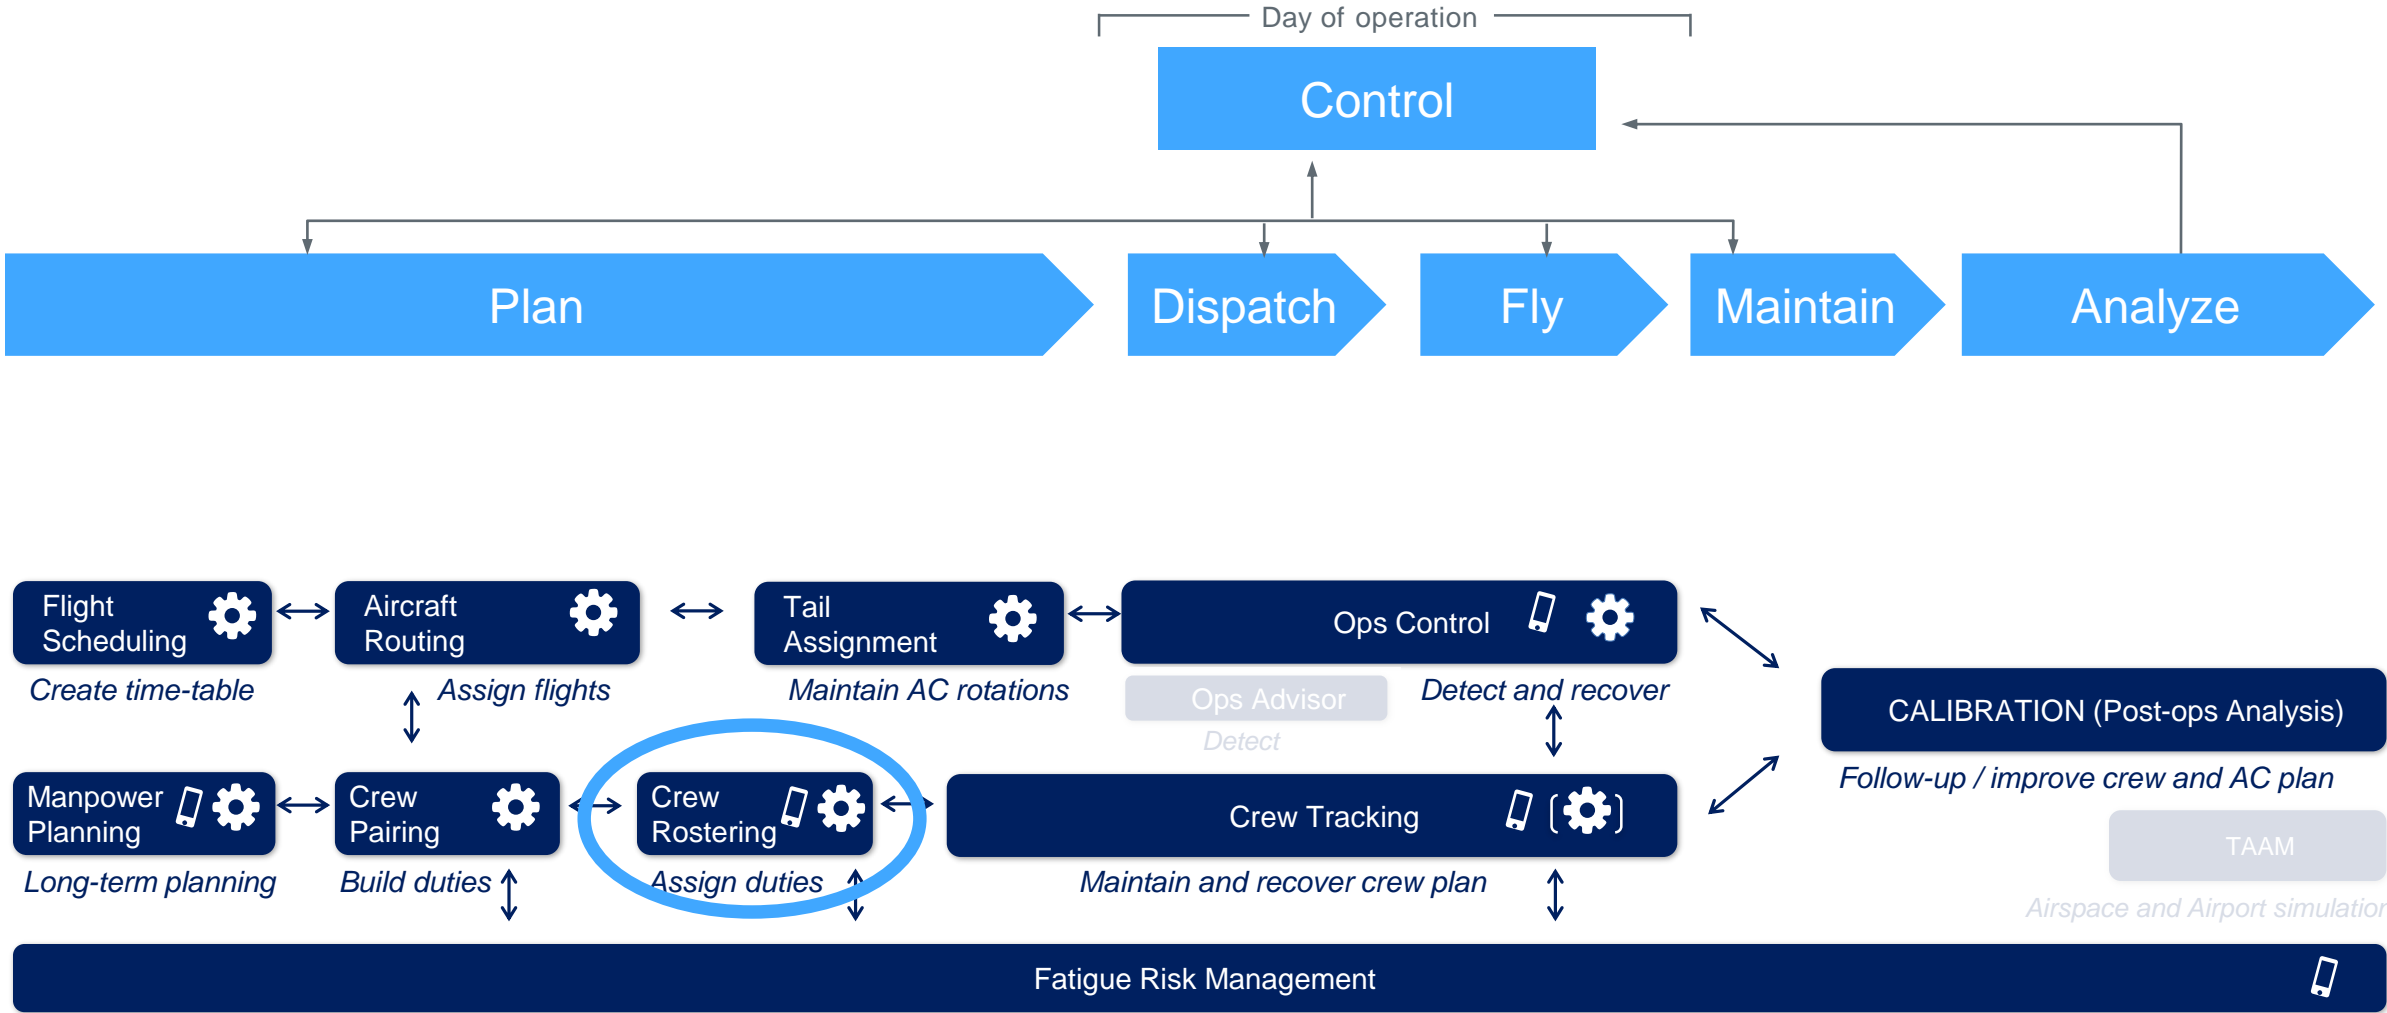 Day of operation
Control
Plan
Dispatch
Fly
Maintain
Analyze
Flight
Scheduling
Create time-table
Aircraft
Routing
Assign flights
Tail
Assignment
Maintain AC rotations
Ops Control
Ops Advisor
Detect
Detect and recover
CALIBRATION (Post-ops Analysis)
Follow-up / improve crew and AC plan
Manpower
Planning
Long-term planning
Crew
Pairing
Build duties
Crew
Rostering
Assign duties
Crew Tracking
Maintain and recover crew plan
TAAM
Airspace and Airport simulation
Fatigue Risk Management